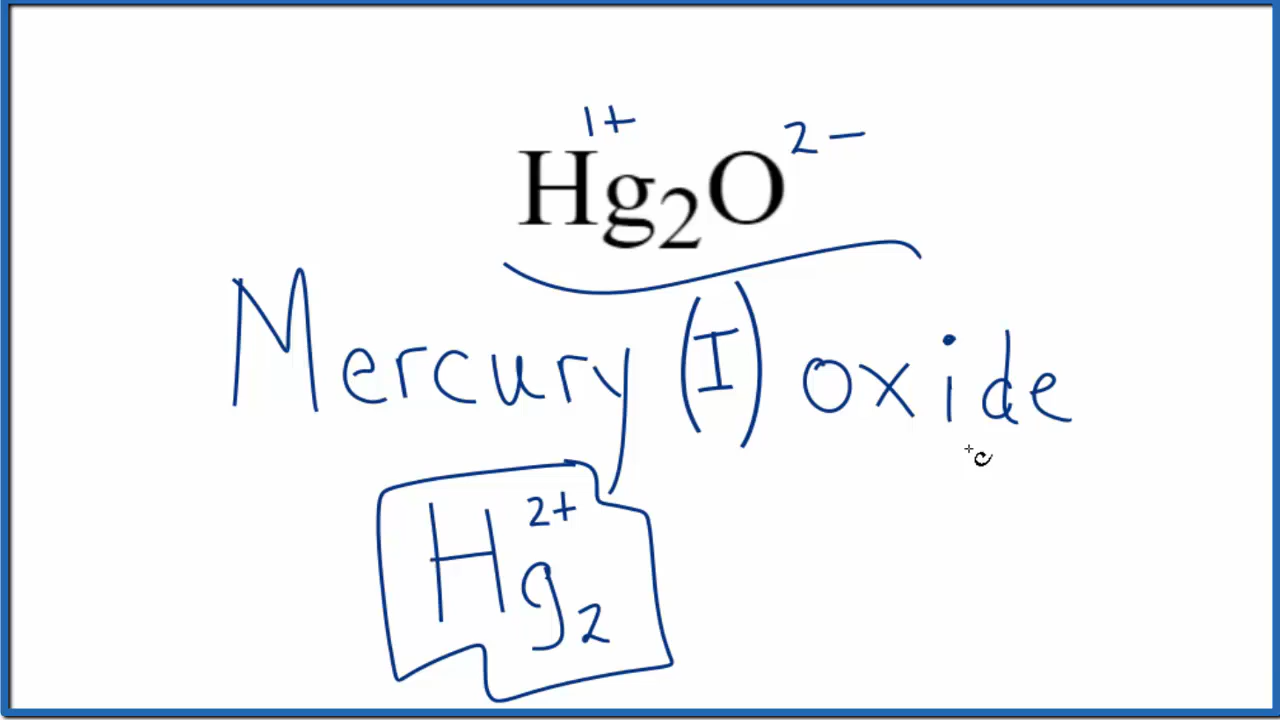 1+ 2-
Hg₂O
Mercury (I) oxide
Hg₂ 2+